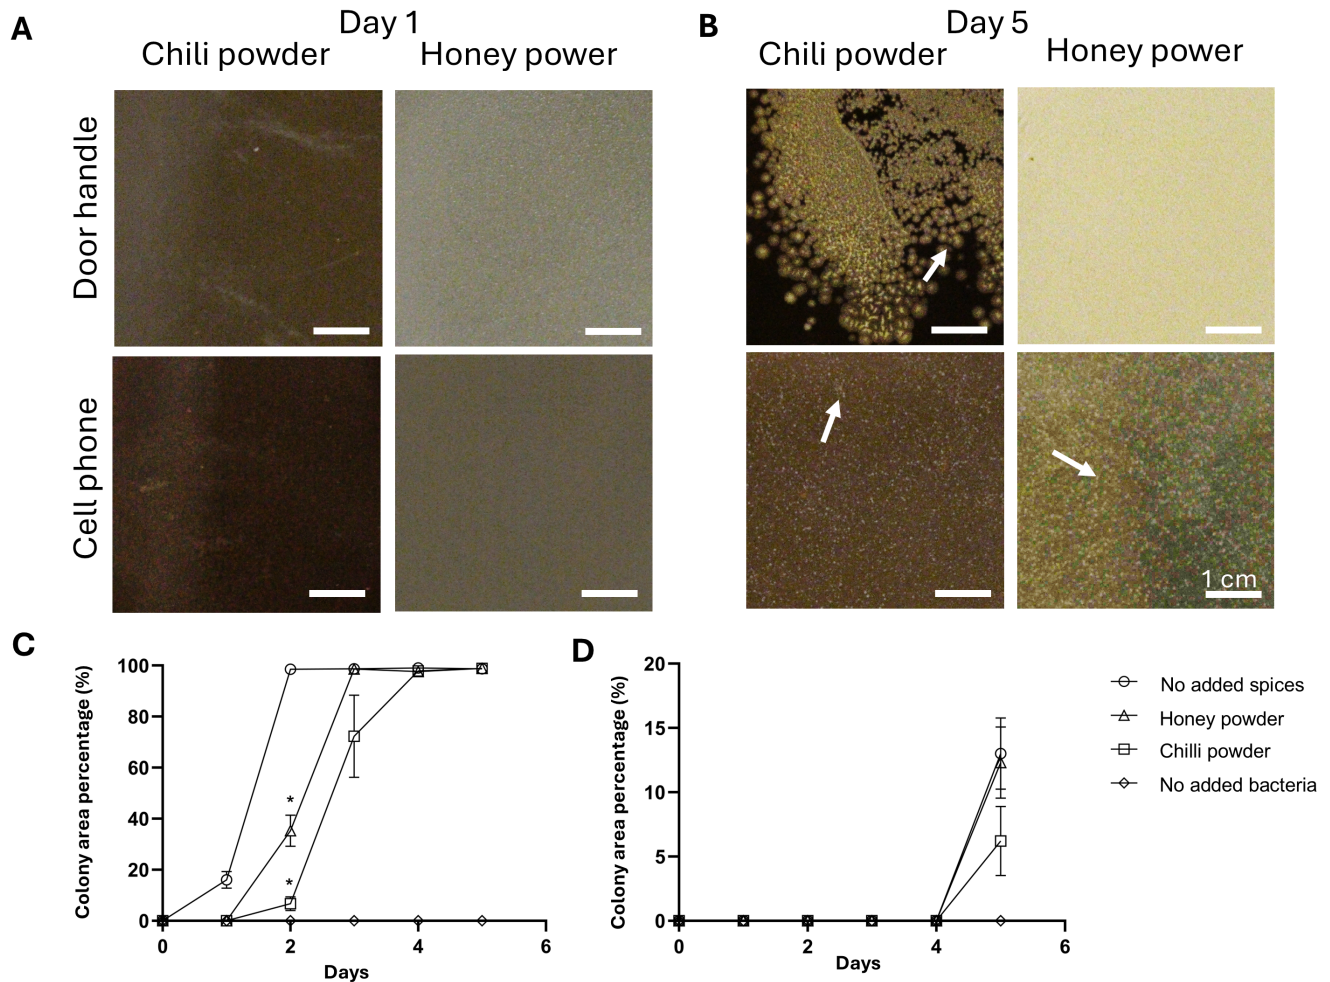 A
Day 1
Chili powder
Honey power
Door handle
Cell phone
B
Day 5
Chili powder
Honey power
1 cm
C
Colony area percentage (%)
100
80
60
40
20
0
*
*
0
2
4
6
Days
D
Colony area percentage (%)
20
15
10
5
0
0
2
4
6
Days
No added spices
Honey powder
Chilli powder
No added bacteria